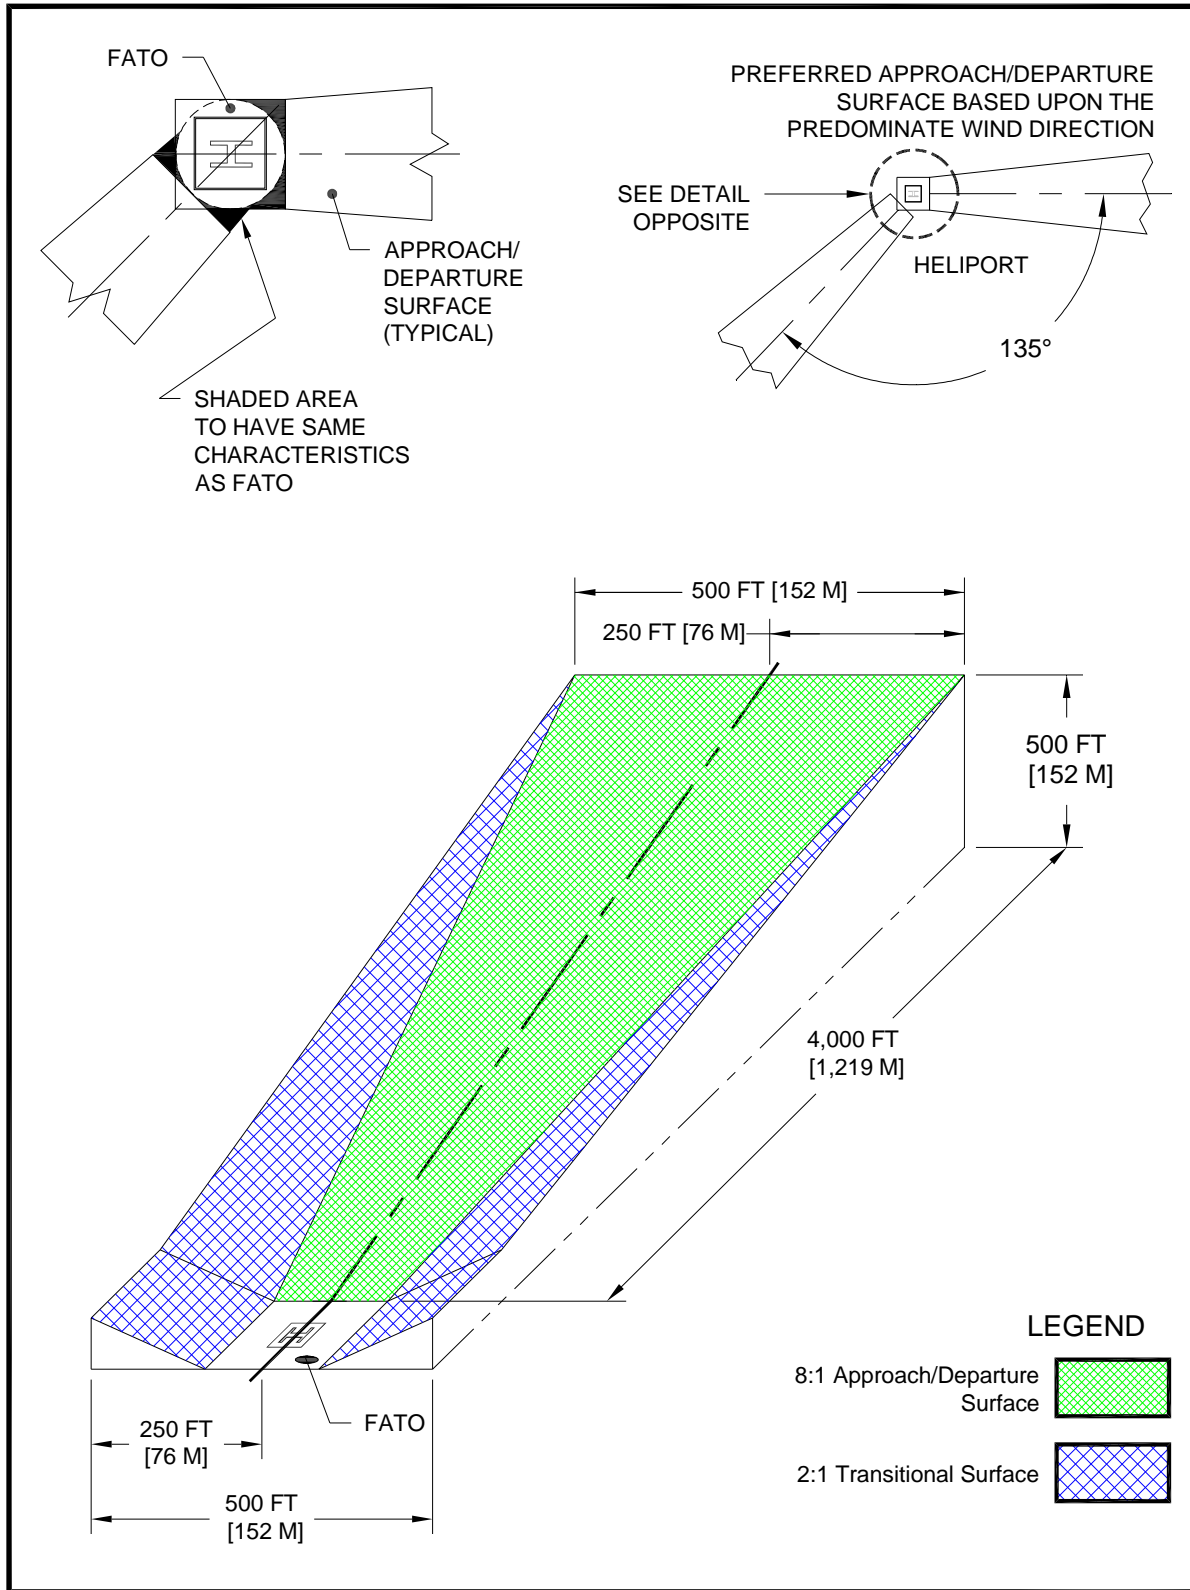 FATO
APPROACH/
DEPARTURE
SURFACE
(TYPICAL)
SHADED AREA
TO HAVE SAME
CHARACTERISTICS
AS FATO
H
PREFERRED APPROACH/DEPARTURE
SURFACE BASED UPON THE
PREDOMINATE WIND DIRECTION
SEE DETAIL
OPPOSITE
H
HELIPORT
135°
500 FT [152 M]
250 FT [76 M]
500 FT
[152 M]
4,000 FT
[1,219 M]
H
FATO
250 FT
[76 M]
500 FT
[152 M]
LEGEND
8:1 Approach/Departure
Surface
2:1 Transitional Surface